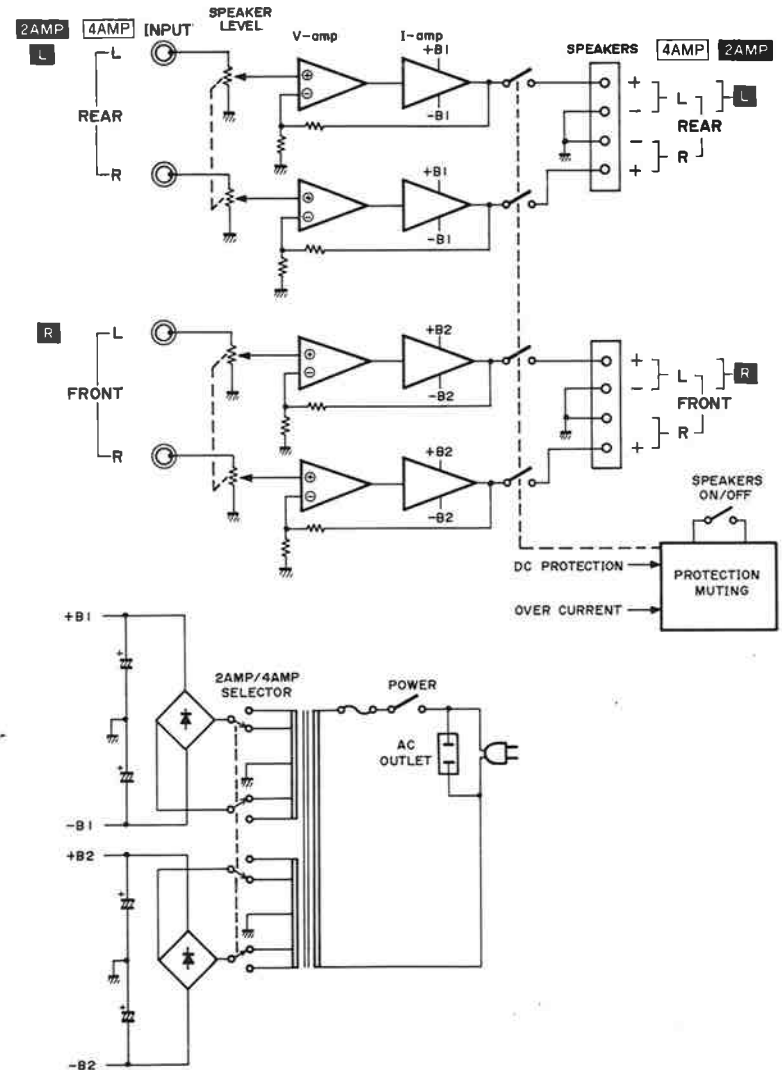 SPEAKER
LEVEL
2AMP 4AMP INPUT
V-amp I-amp
SPEAKERS 4AMP 2AMP
L L
+B1
-B1
+
-
L L
REAR REAR
-
R
+
R
+B1
-B1
R L
+B2
-B2
+
-
L R
FRONT FRONT
R
+
R
+B2
-B2
SPEAKERS
ON/OFF
DC PROTECTION
PROTECTION
MUTING
OVER CURRENT
+B1
2AMP/4AMP
SELECTOR
POWER
AC
OUTLET
-B1
+B2
-B2